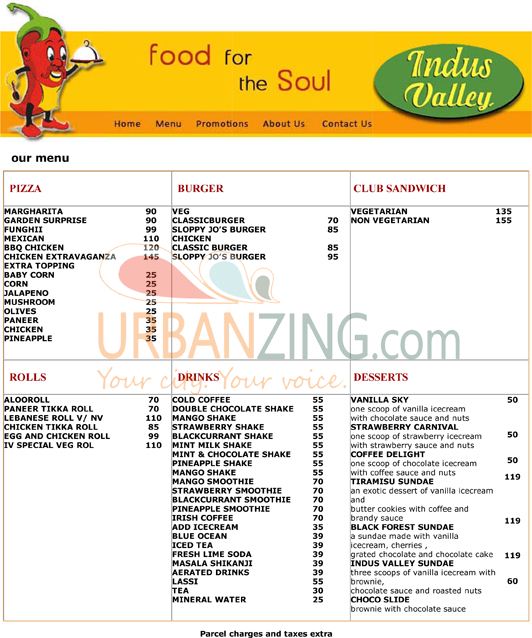 food for
the Soul
Indus
Valley
Home Menu Promotions About Us Contact Us
our menu
PIZZA
MARGHARITA 90
GARDEN SURPRISE 90
FUNGHII 99
MEXICAN 110
BBQ CHICKEN 120
CHICKEN EXTRAVAGANZA 145
EXTRA TOPPING
BABY CORN 25
CORN 25
JALAPENO 25
MUSHROOM 25
OLIVES 25
PANEER 35
CHICKEN 35
PINEAPPLE 35
BURGER
VEG
CLASSICBURGER 70
SLOPPY JO'S BURGER 85
CHICKEN
CLASSIC BURGER 85
SLOPPY JO'S BURGER 95
CLUB SANDWICH
VEGETARIAN 135
NON VEGETARIAN 155
URBANZING.com
Your city. Your voice.
ROLLS
ALOOROLL 70
PANEER TIKKA ROLL 70
LEBANESE ROLL V/ NV 110
CHICKEN TIKKA ROLL 85
EGG AND CHICKEN ROLL 99
IV SPECIAL VEG ROL 110
DRINKS
COLD COFFEE 55
DOUBLE CHOCOLATE SHAKE 55
MANGO SHAKE 55
STRAWBERRY SHAKE 55
BLACKCURRANT SHAKE 55
MINT MILK SHAKE 55
MINT & CHOCOLATE SHAKE 55
PINEAPPLE SHAKE 55
MANGO SHAKE 55
MANGO SMOOTHIE 70
STRAWBERRY SMOOTHIE 70
BLACKCURRANT SMOOTHIE 70
PINEAPPLE SMOOTHIE 70
IRISH COFFEE 70
ADD ICECREAM 35
BLUE OCEAN 39
ICED TEA 39
FRESH LIME SODA 39
MASALA SHIKANJI 39
AERATED DRINKS 39
LASSI 55
TEA 30
MINERAL WATER 25
DESSERTS
VANILLA SKY 50
one scoop of vanilla icecream
with chocolate sauce and nuts
STRAWBERRY CARNIVAL
one scoop of strawberry icecream 50
with strawberry sauce and nuts
COFFEE DELIGHT
one scoop of chocolate icecream 50
with coffee sauce and nuts
TIRAMISU SUNDAE 119
an exotic dessert of vanilla icecream
and
butter cookies with coffee and
brandy sauce 119
BLACK FOREST SUNDAE
a sundae made with vanilla
icecream, cherries ,
grated chocolate and chocolate cake 119
INDUS VALLEY SUNDAE
three scoops of vanilla icecream with
brownie, 60
chocolate sauce and roasted nuts
CHOCO SLIDE
brownie with chocolate sauce
Parcel charges and taxes extra